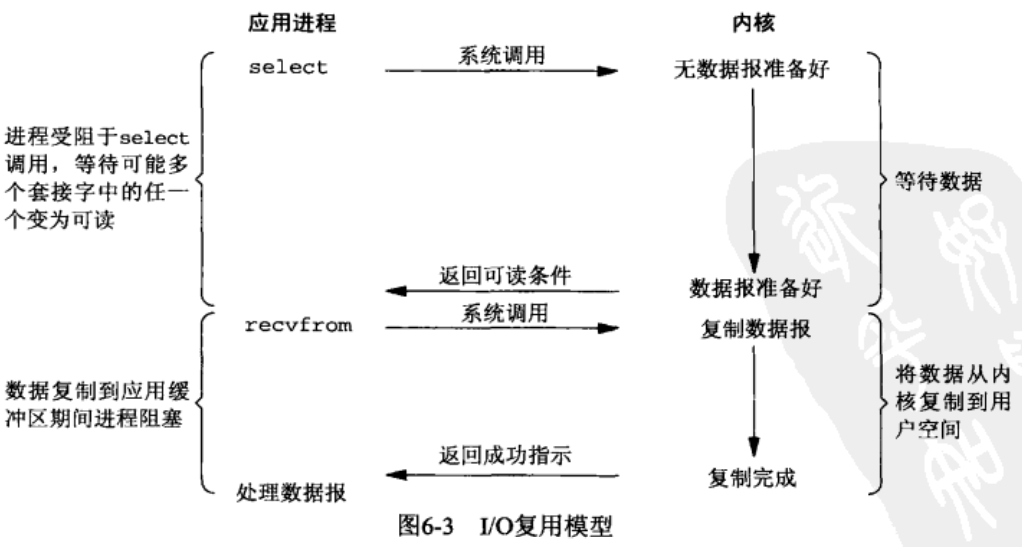 应用进程
内核
select
系统调用
无数据报准备好
进程受阻于select
调用，等待可能多
个套接字中的任一
个变为可读
等待数据
返回可读条件
数据报准备好
recvfrom
系统调用
复制数据报
数据复制到应用缓
冲区期间进程阻塞
将数据从内
核复制到用
户空间
返回成功指示
复制完成
处理数据报
图6-3 I/O复用模型